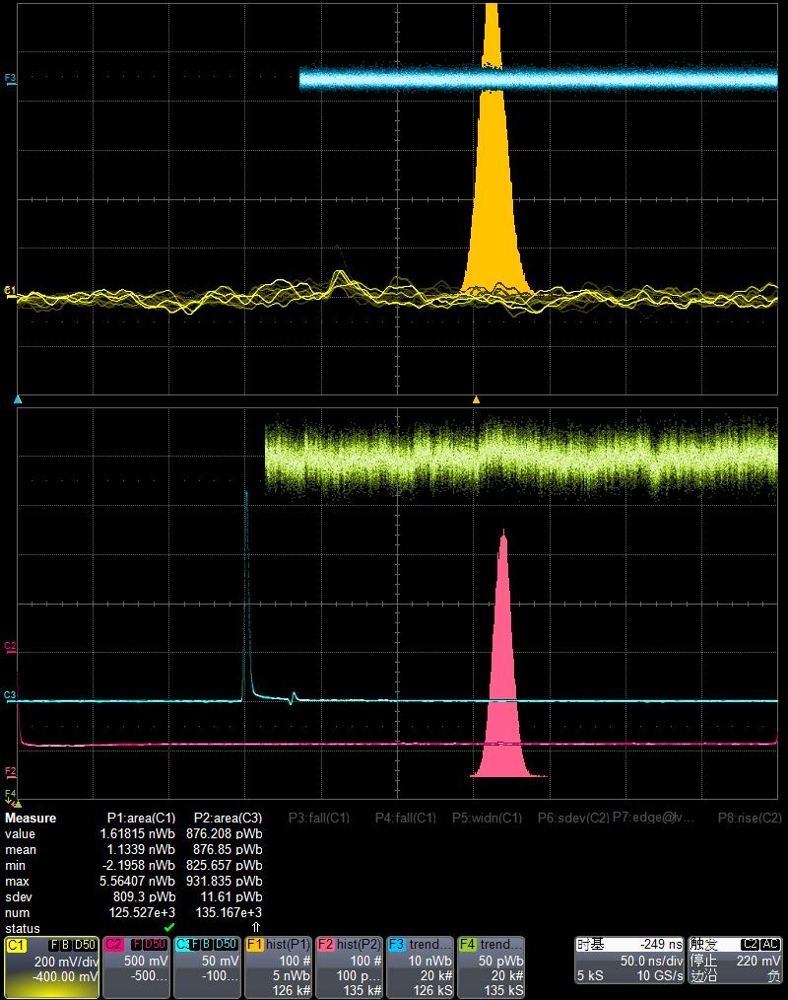 F3
C1
C2
C3
F2
F4
Measure P1:area(C1) P2:area(C3) P3:fall(C1) P4:fall(C1) P5:widn(C1) P6:sdev(C2) P7:edge@lv… P8:rise(C2)
value 1.61815 nWb 876.208 pWb
mean 1.1339 nWb 876.85 pWb
min -2.1958 nWb 825.657 pWb
max 5.56407 nWb 931.835 pWb
sdev 809.3 pWb 11.61 pWb
num 125.527e+3 135.167e+3
status
C1 F B D50 C2 F D50 C3 F B D50 F1 hist(P1) F2 hist(P2) F3 trend… F4 trend… 时基 -249 ns 触发 C2 AC
200 mV/div 500 mV 50 mV 100 # 100 # 10 nWb 50 pWb 50.0 ns/div 停止 220 mV
-400.00 mV -500… -100… 5 nWb 100 p… 20 k# 20 k# 5 kS 10 GS/s 边沿 负
126 k# 135 k# 126 kS 135 kS